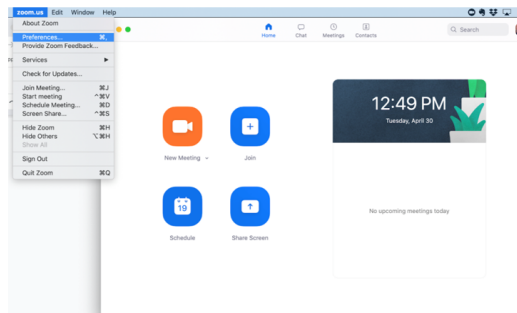 zoom.us Edit Window Help
About Zoom
Preferences... ⌘,
Provide Zoom Feedback...
Services ▶
Check for Updates...
Join Meeting... ⌘J
Start meeting ^⌘V
Schedule Meeting... ⌘D
Screen Share... ^⌘S
Hide Zoom ⌘H
Hide Others ⌥⌘H
Show All
Sign Out
Quit Zoom ⌘Q
Home Chat Meetings Contacts
Search
New Meeting
Join
19
Schedule
Share Screen
12:49 PM
Tuesday, April 30
No upcoming meetings today